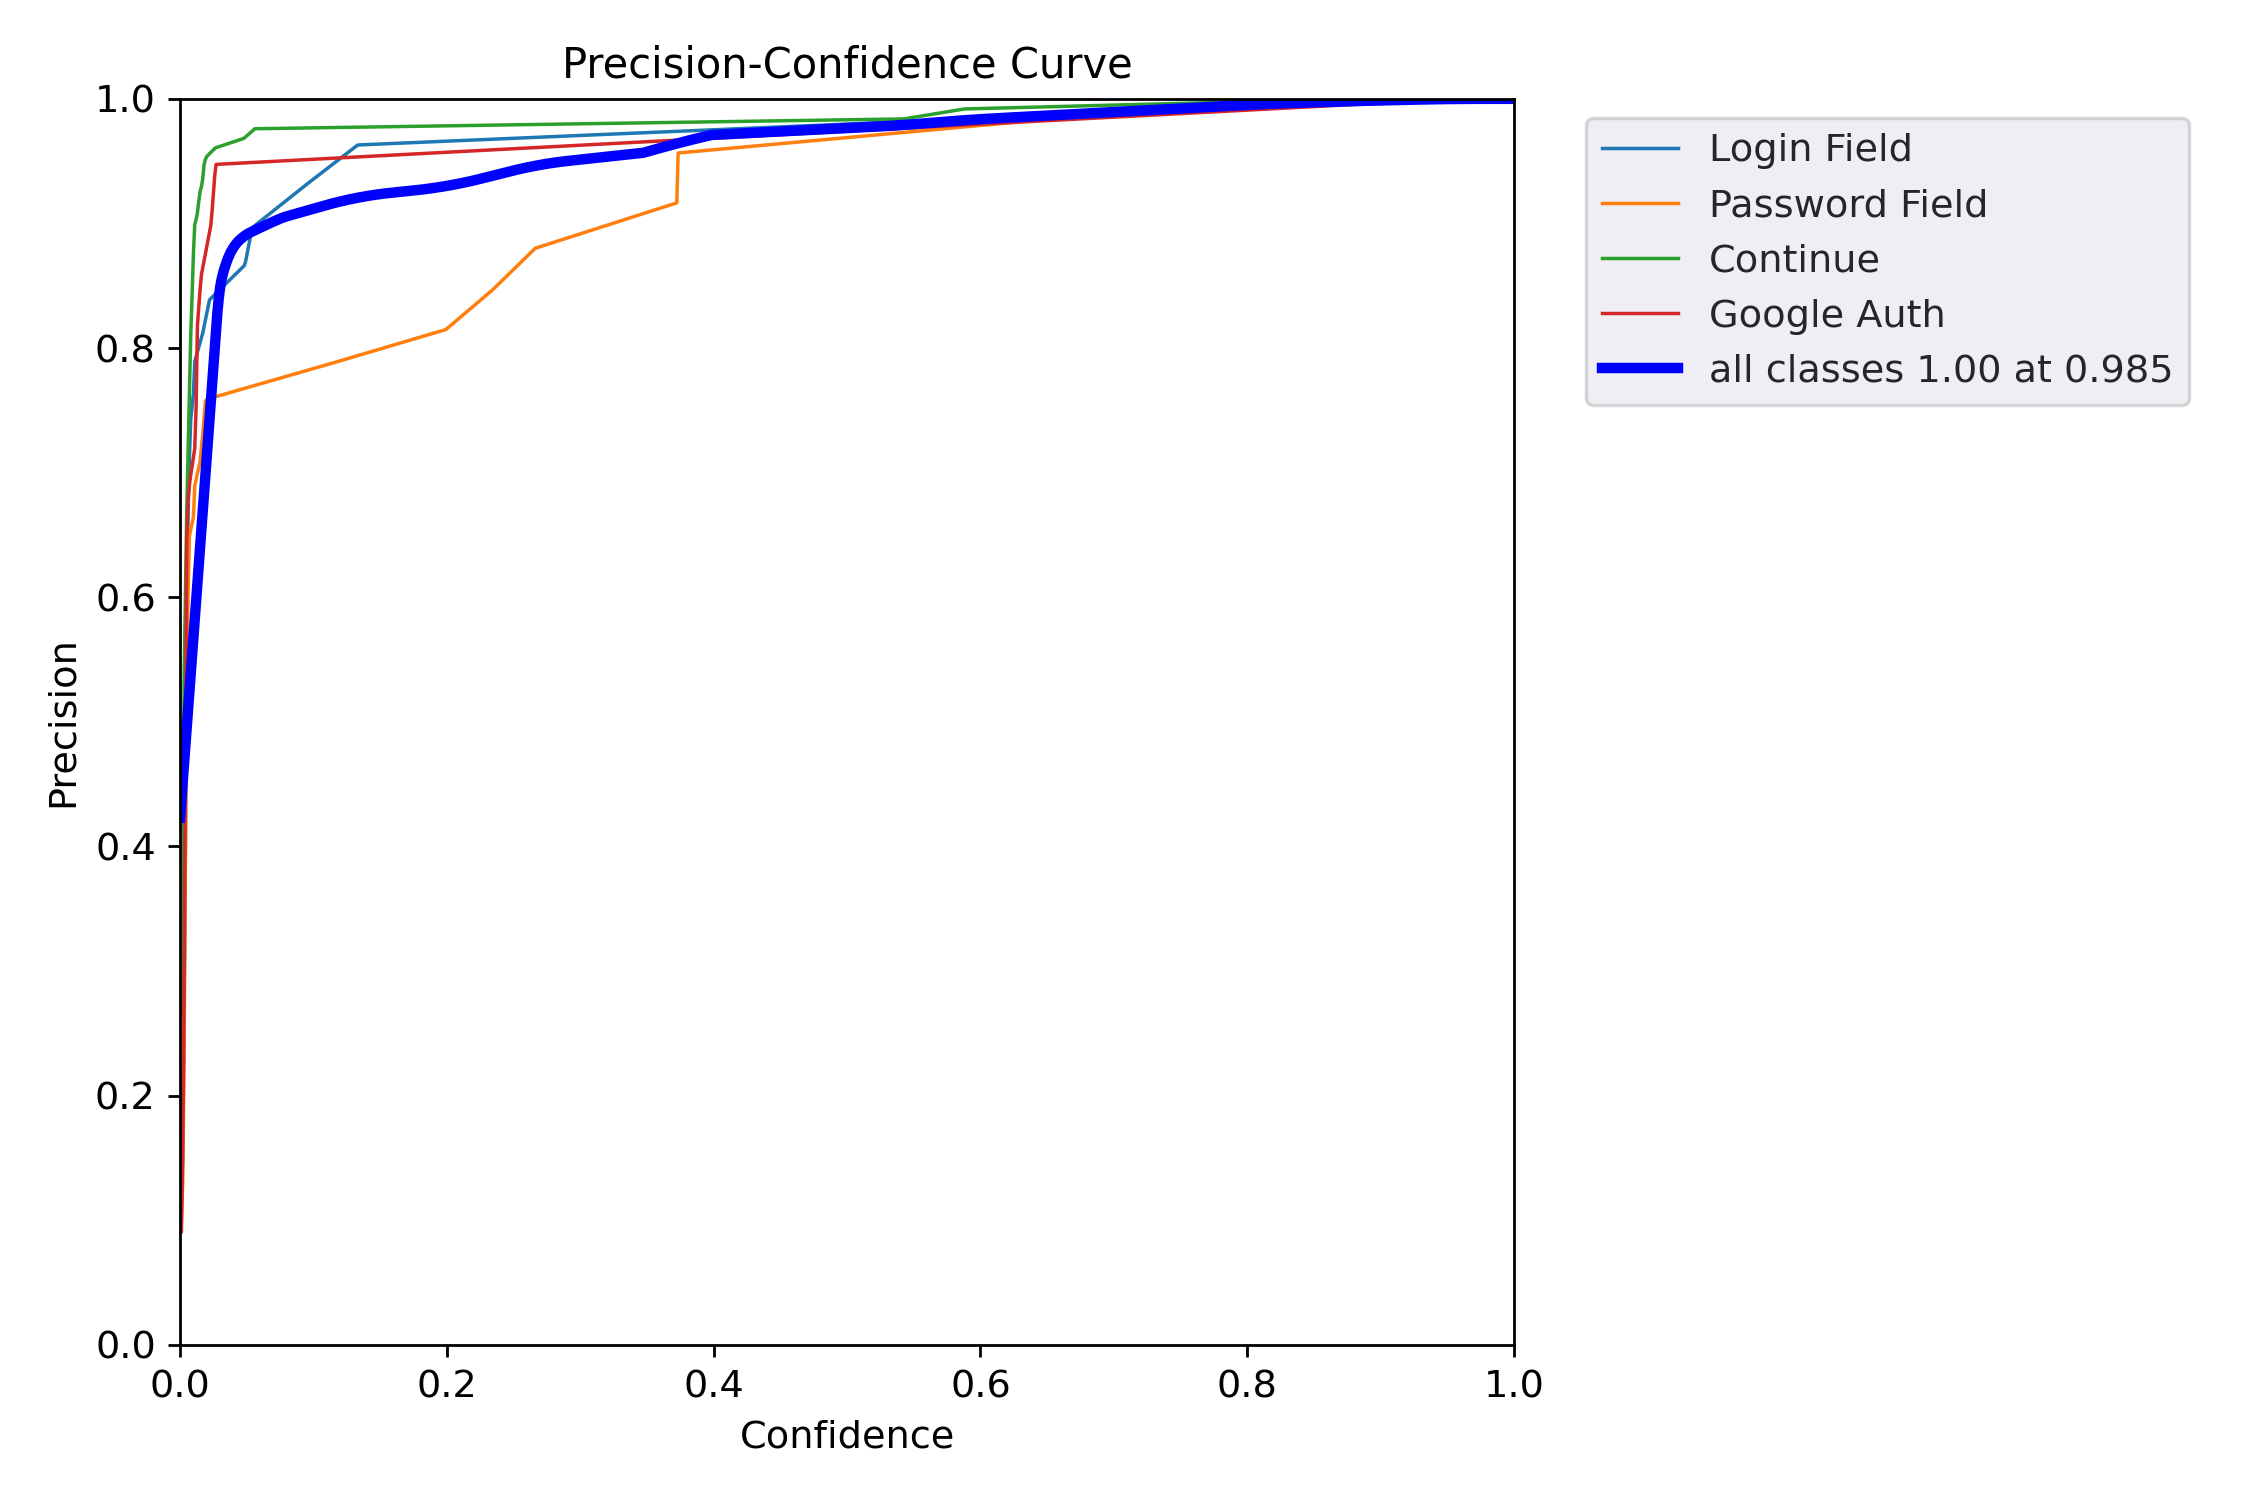 Precision-Confidence Curve
1.0
0.8
0.6
0.4
0.2
0.0
Precision
0.0 0.2 0.4 0.6 0.8 1.0
Confidence
Login Field
Password Field
Continue
Google Auth
all classes 1.00 at 0.985